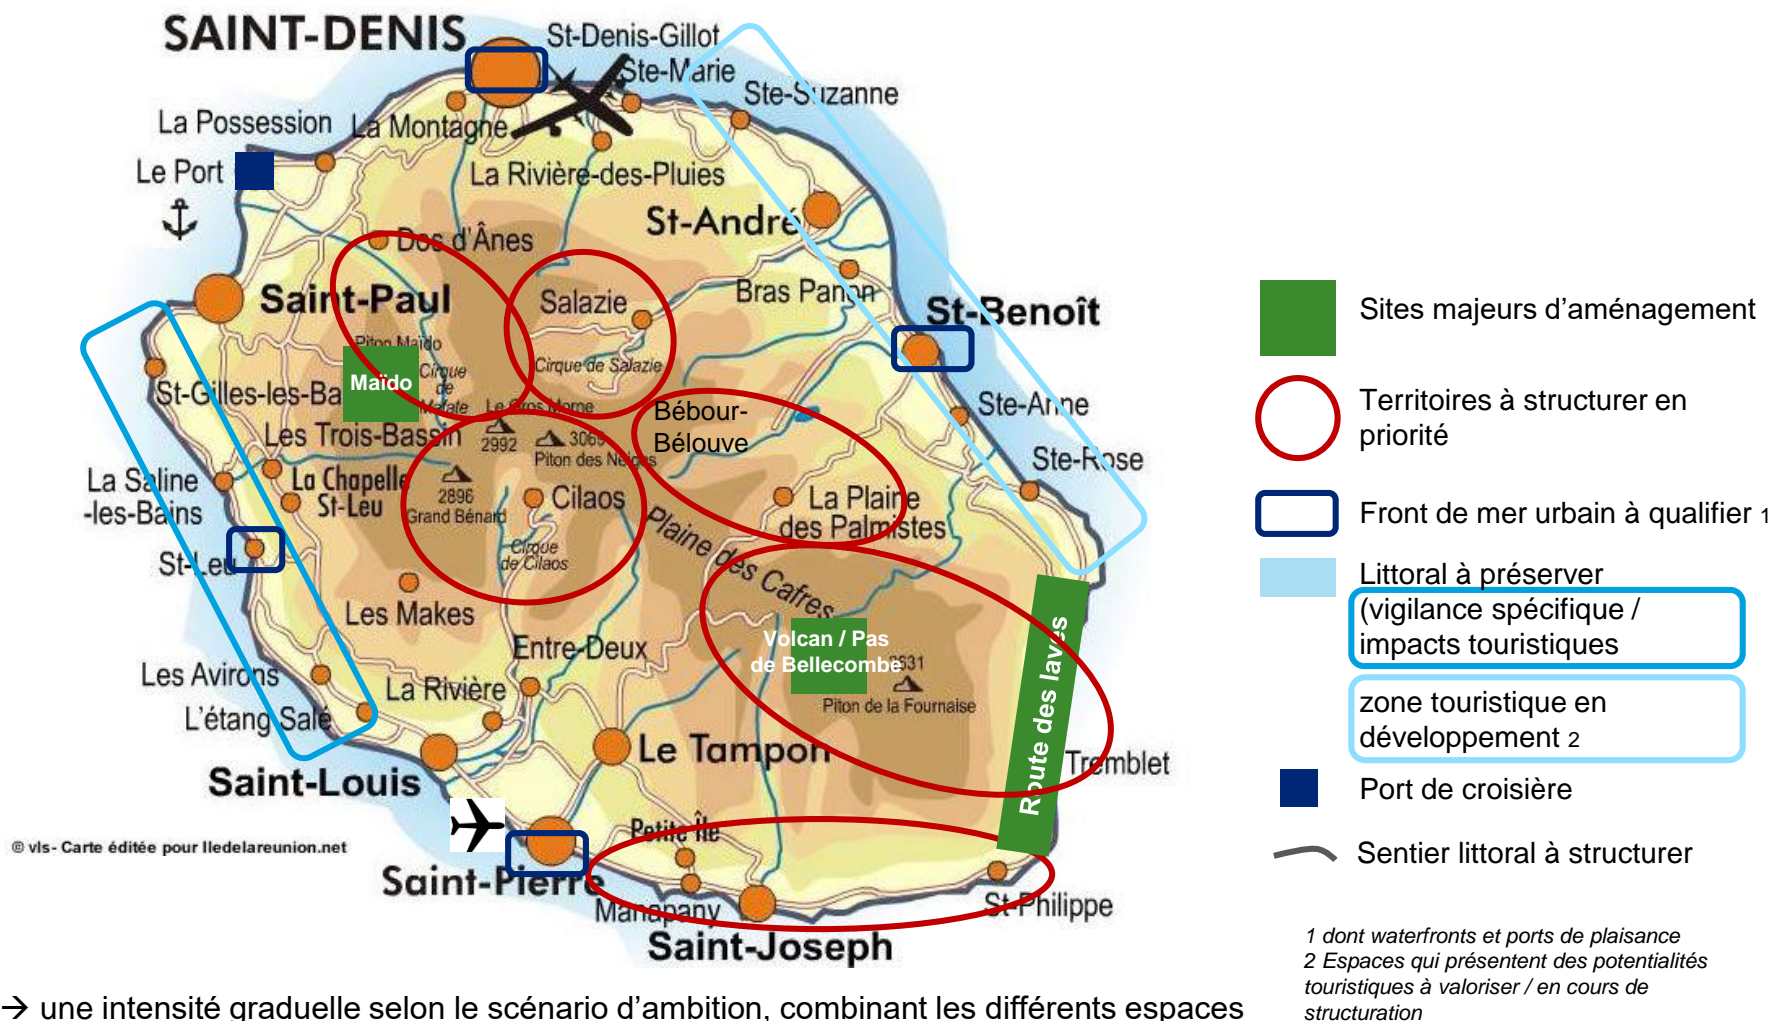 SAINT-DENIS
St-Denis-Gillot
Ste-Marie
Ste-Suzanne
La Possession
La Montagne
Le Port
La Rivière-des-Pluies
St-André
Dos d'Ânes
Saint-Paul
Salazie
Bras Panon
St-Benoît
Piton Maïdo
Maïdo
Cirque
de
Mafate
Cirque de Salazie
St-Gilles-les-Ba
Le Gros Morne
2992
3069
Piton des Neiges
Bébour-
Bélouve
Ste-Anne
Les Trois-Bassin
Ste-Rose
La Saline
-les-Bains
La Chapelle
St-Leu
2896
Grand Bénard
Cilaos
La Plaine
des Palmistes
Plaine des Cafres
Cirque
de Cilaos
St-Leu
Les Makes
Entre-Deux
Volcan / Pas
de Bellecombe
2631
Piton de la Fournaise
Route des laves
Les Avirons
La Rivière
L'étang Salé
Le Tampon
Tremblet
Saint-Louis
Petite Île
© vls- Carte éditée pour Iledelareunion.net
Saint-Pierre
Manapany
St-Philippe
Saint-Joseph
Sites majeurs d'aménagement
Territoires à structurer en
priorité
Front de mer urbain à qualifier 1
Littoral à préserver
(vigilance spécifique /
impacts touristiques
zone touristique en
développement 2
Port de croisière
Sentier littoral à structurer
1 dont waterfronts et ports de plaisance
2 Espaces qui présentent des potentialités
touristiques à valoriser / en cours de
structuration
→ une intensité graduelle selon le scénario d'ambition, combinant les différents espaces